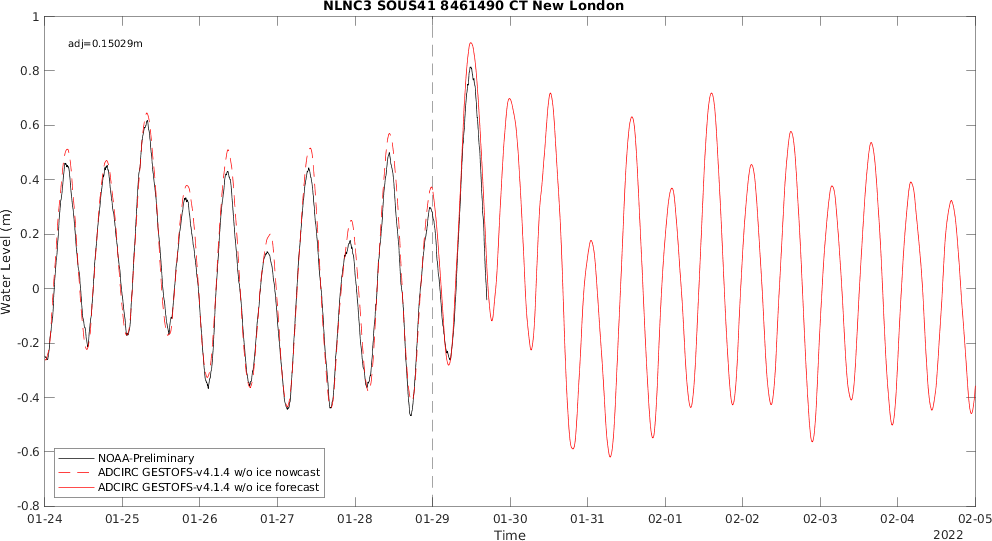 NLNC3 SOUS41 8461490 CT New London
adj=0.15029m
Water Level (m)
1
0.8
0.6
0.4
0.2
0
-0.2
-0.4
-0.6
-0.8
NOAA-Preliminary
ADCIRC GESTOFS-v4.1.4 w/o ice nowcast
ADCIRC GESTOFS-v4.1.4 w/o ice forecast
01-24 01-25 01-26 01-27 01-28 01-29 01-30 01-31 02-01 02-02 02-03 02-04 02-05
Time
2022